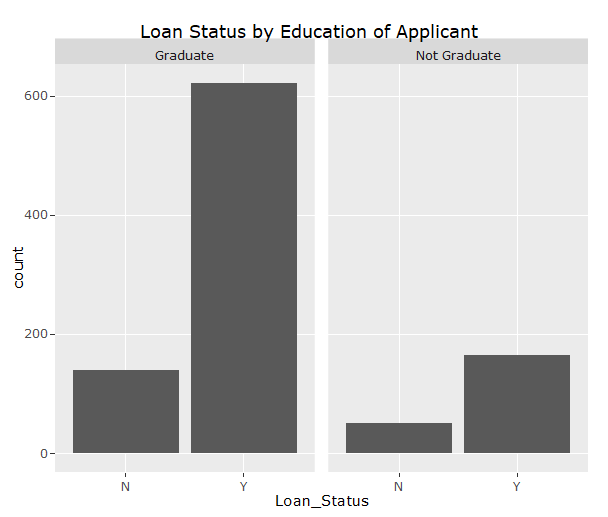 Loan Status by Education of Applicant
Graduate
Not Graduate
600
400
200
0
count
N
Y
N
Y
Loan_Status